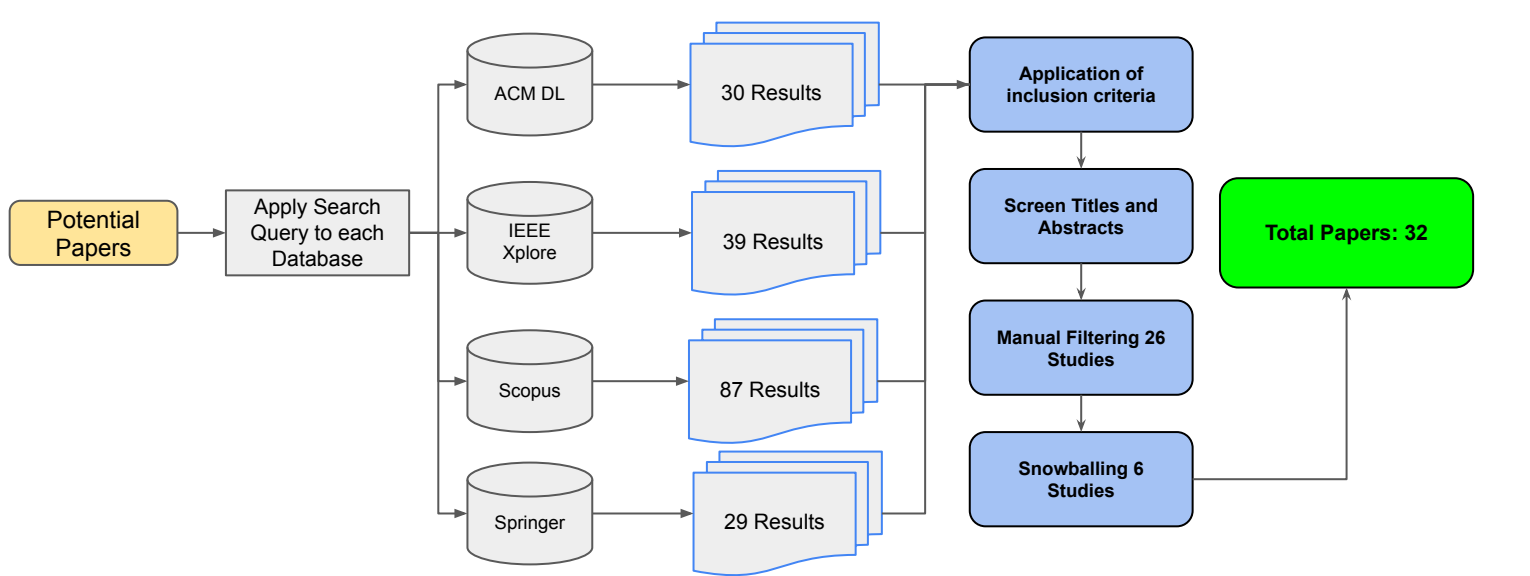 Potential
Papers
Apply Search
Query to each
Database
ACM DL
30 Results
IEEE
Xplore
39 Results
Scopus
87 Results
Springer
29 Results
Application of
inclusion criteria
Screen Titles and
Abstracts
Manual Filtering 26
Studies
Snowballing 6
Studies
Total Papers: 32